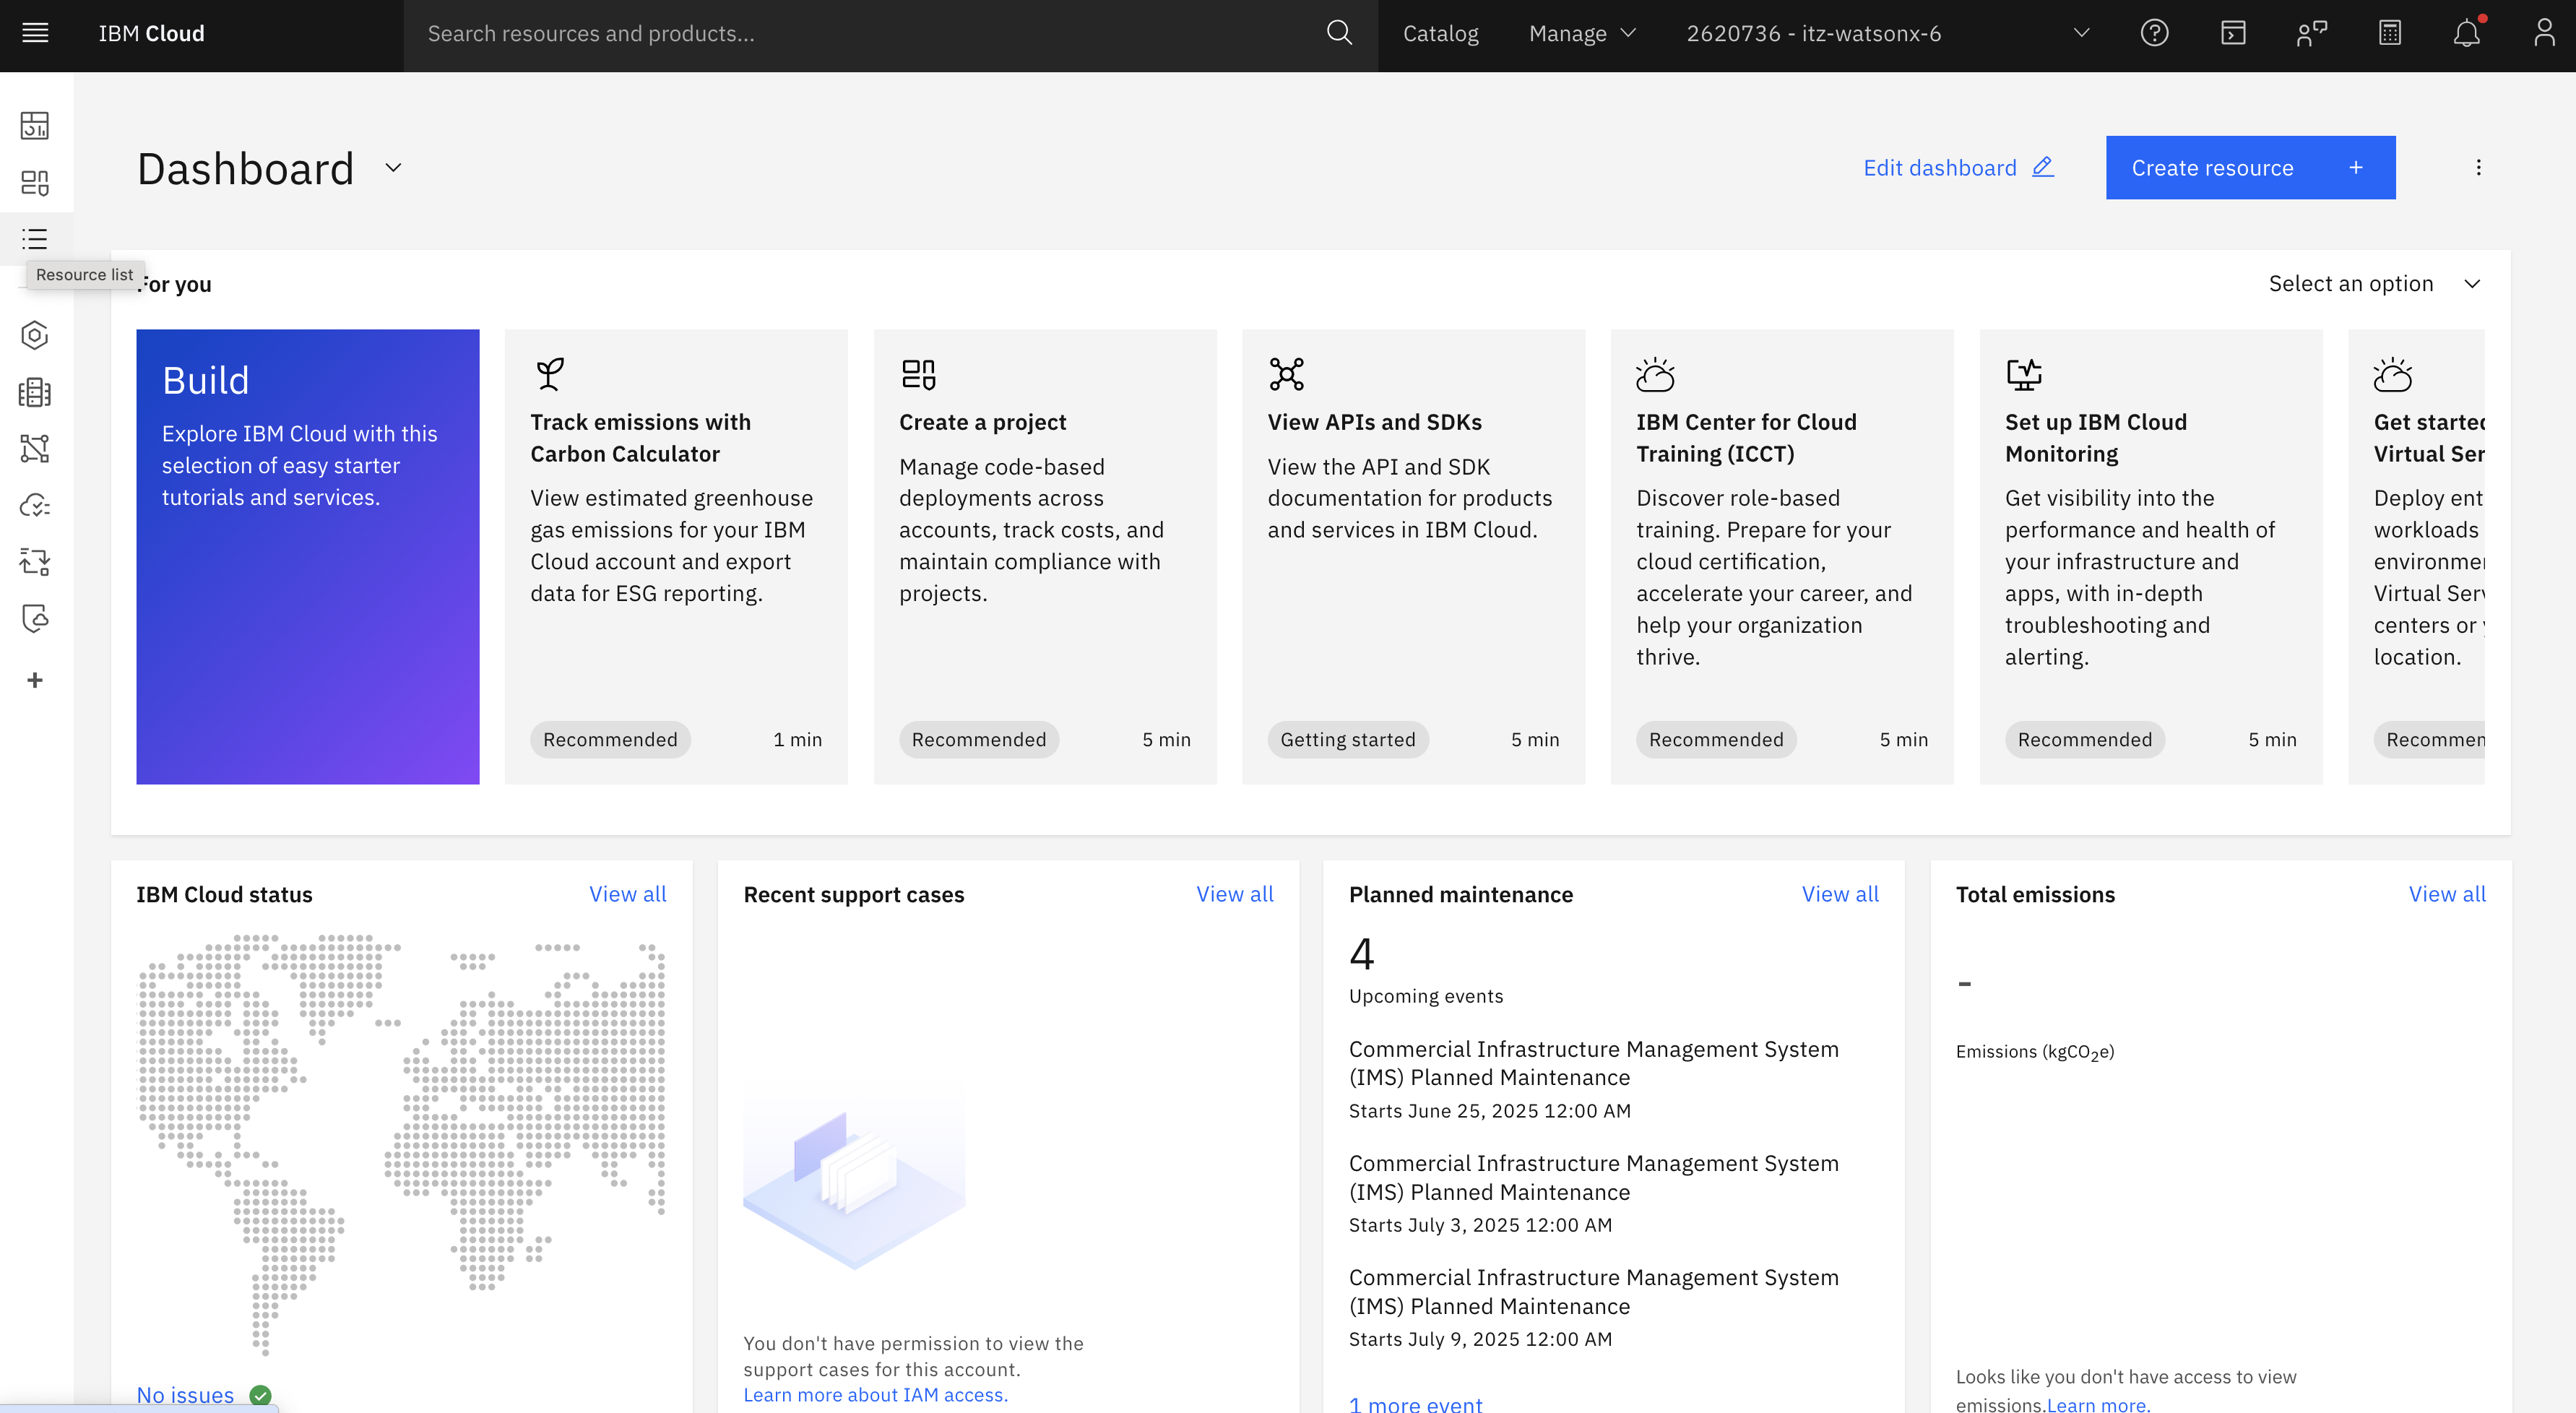 IBM Cloud
Search resources and products...
Catalog
Manage
2620736 - itz-watsonx-6
Dashboard
Edit dashboard
Create resource +
Resource list
For you
Select an option
Build
Explore IBM Cloud with this
selection of easy starter
tutorials and services.
Track emissions with
Carbon Calculator
View estimated greenhouse
gas emissions for your IBM
Cloud account and export
data for ESG reporting.
Recommended
1 min
Create a project
Manage code-based
deployments across
accounts, track costs, and
maintain compliance with
projects.
Recommended
5 min
View APIs and SDKs
View the API and SDK
documentation for products
and services in IBM Cloud.
Getting started
5 min
IBM Center for Cloud
Training (ICCT)
Discover role-based
training. Prepare for your
cloud certification,
accelerate your career, and
help your organization
thrive.
Recommended
5 min
Set up IBM Cloud
Monitoring
Get visibility into the
performance and health of
your infrastructure and
apps, with in-depth
troubleshooting and
alerting.
Recommended
5 min
Get started
Virtual Ser
Deploy ent
workloads
environmen
Virtual Serv
centers or y
location.
Recommen
IBM Cloud status
View all
No issues
Recent support cases
View all
You don't have permission to view the
support cases for this account.
Learn more about IAM access.
Planned maintenance
View all
4
Upcoming events
Commercial Infrastructure Management System
(IMS) Planned Maintenance
Starts June 25, 2025 12:00 AM
Commercial Infrastructure Management System
(IMS) Planned Maintenance
Starts July 3, 2025 12:00 AM
Commercial Infrastructure Management System
(IMS) Planned Maintenance
Starts July 9, 2025 12:00 AM
1 more event
Total emissions
View all
-
Emissions (kgCO₂e)
Looks like you don't have access to view
emissions.Learn more.